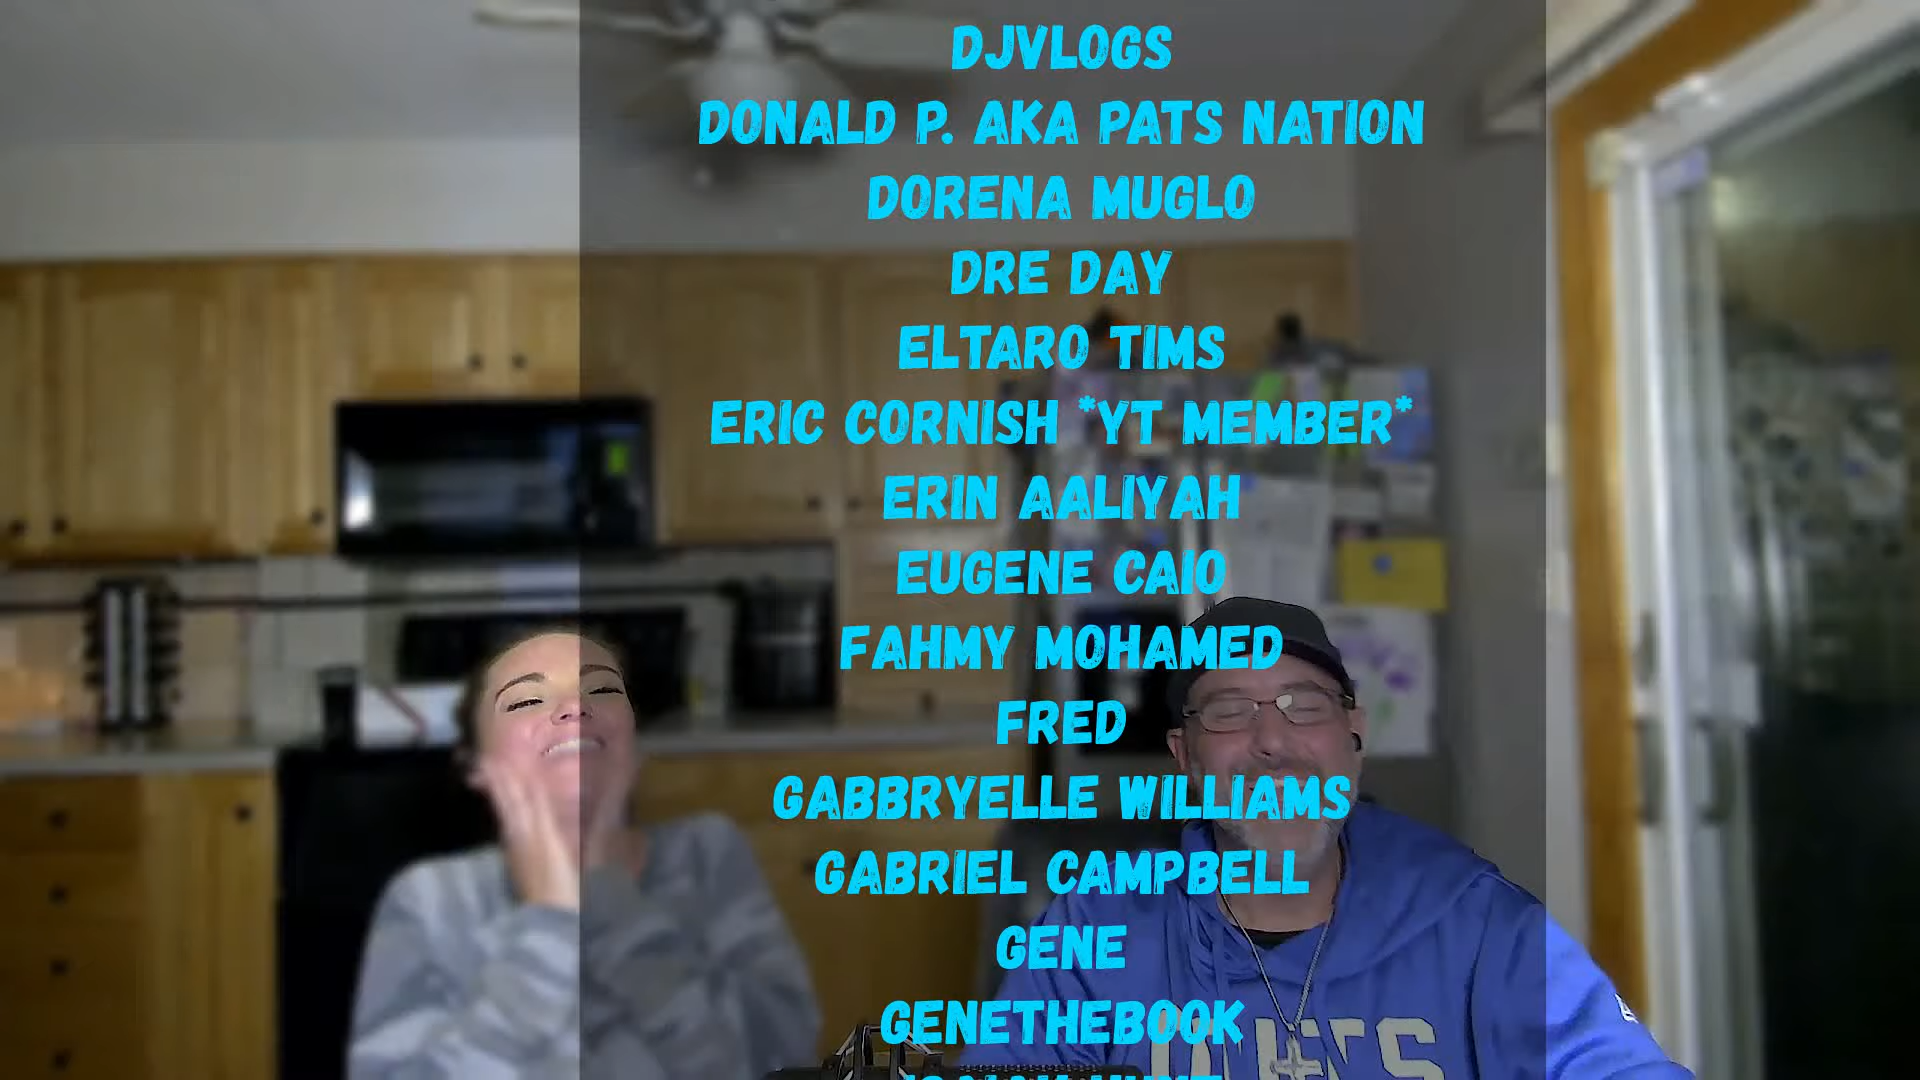 DJVLOGS
DONALD P. AKA PATS NATION
DORENA MUGLO
DRE DAY
ELTARO TIMS
ERIC CORNISH *YT MEMBER*
ERIN AALIYAH
EUGENE CAIO
FAHMY MOHAMED
FRED
GABBRYELLE WILLIAMS
GABRIEL CAMPBELL
GENE
GENETHEBOOK